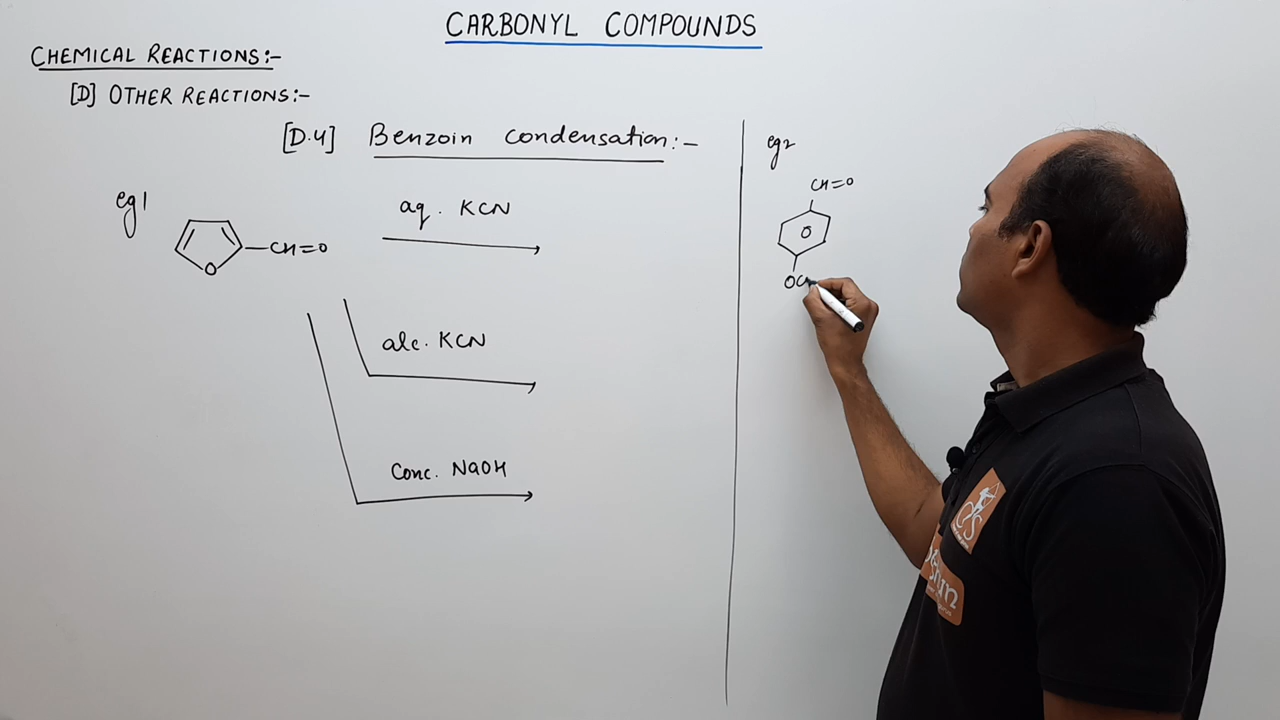 CARBONYL COMPOUNDS
CHEMICAL REACTIONS:-
[D] OTHER REACTIONS:-
[D.4] Benzoin condensation:-
eg1
aq. KCN
CH=O
O
alc. KCN
Conc. NaOH
eg2
CH=O
OC